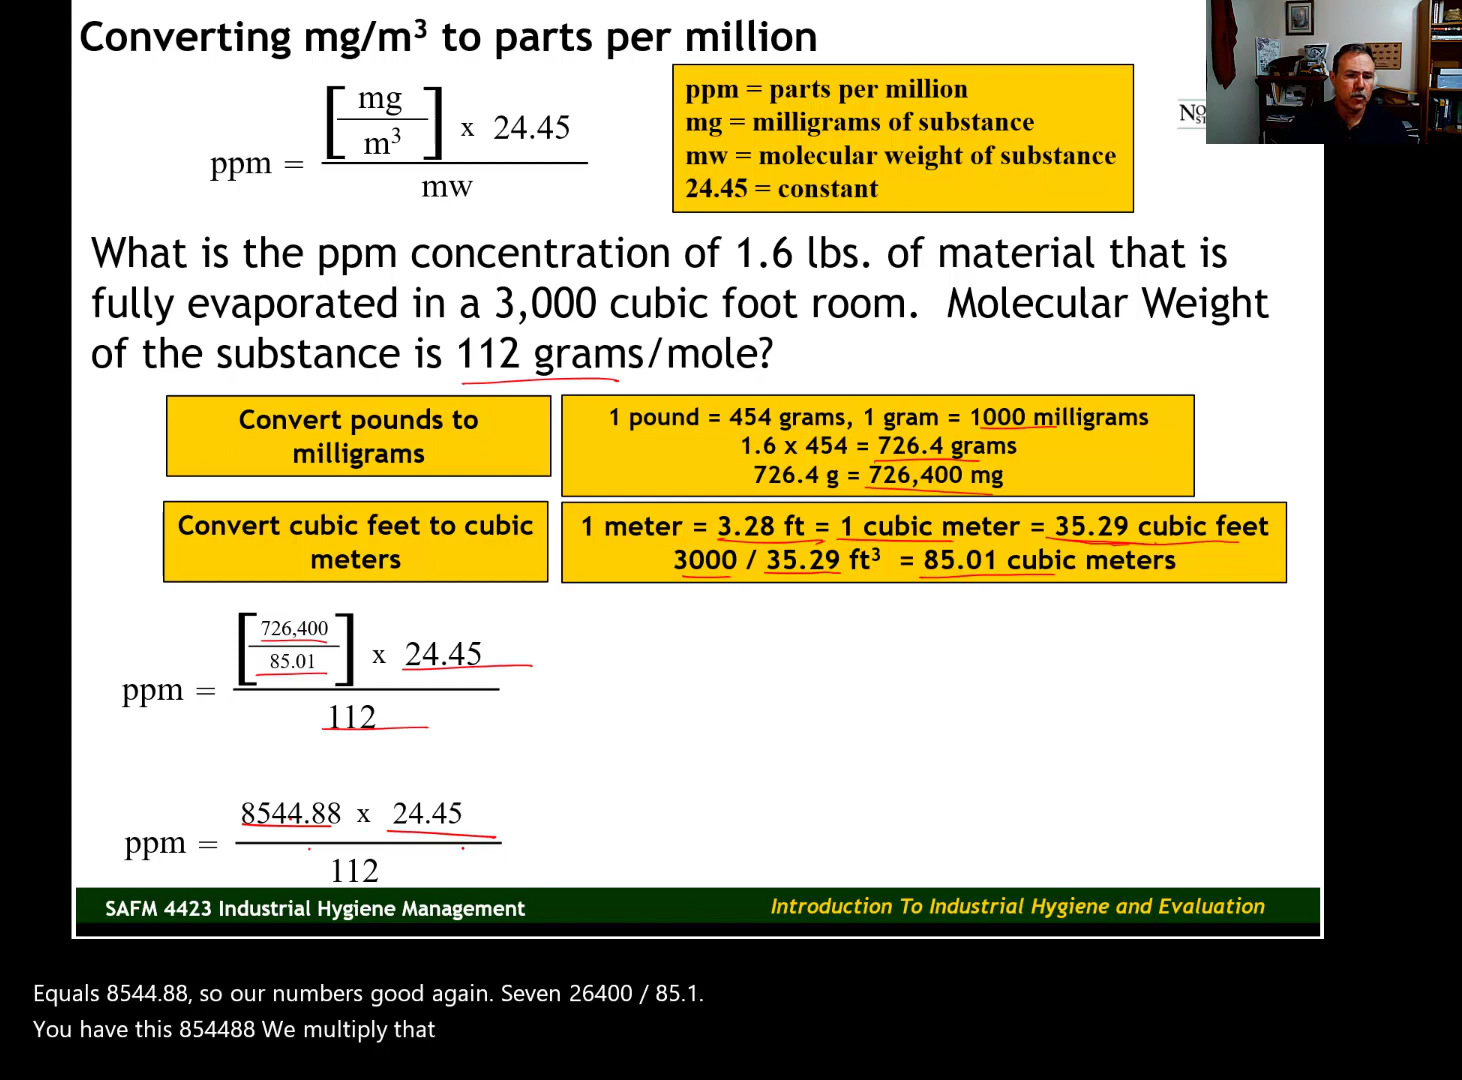 Converting mg/m³ to parts per million
ppm = [mg/m³] x 24.45 / mw
ppm = parts per million
mg = milligrams of substance
mw = molecular weight of substance
24.45 = constant
No
St
What is the ppm concentration of 1.6 lbs. of material that is
fully evaporated in a 3,000 cubic foot room. Molecular Weight
of the substance is 112 grams/mole?
Convert pounds to
milligrams
1 pound = 454 grams, 1 gram = 1000 milligrams
1.6 x 454 = 726.4 grams
726.4 g = 726,400 mg
Convert cubic feet to cubic
meters
1 meter = 3.28 ft = 1 cubic meter = 35.29 cubic feet
3000 / 35.29 ft³ = 85.01 cubic meters
ppm = [726,400/85.01] x 24.45 / 112
ppm = 8544.88 x 24.45 / 112
SAFM 4423 Industrial Hygiene Management
Introduction To Industrial Hygiene and Evaluation
Equals 8544.88, so our numbers good again. Seven 26400 / 85.1.
You have this 854488 We multiply that